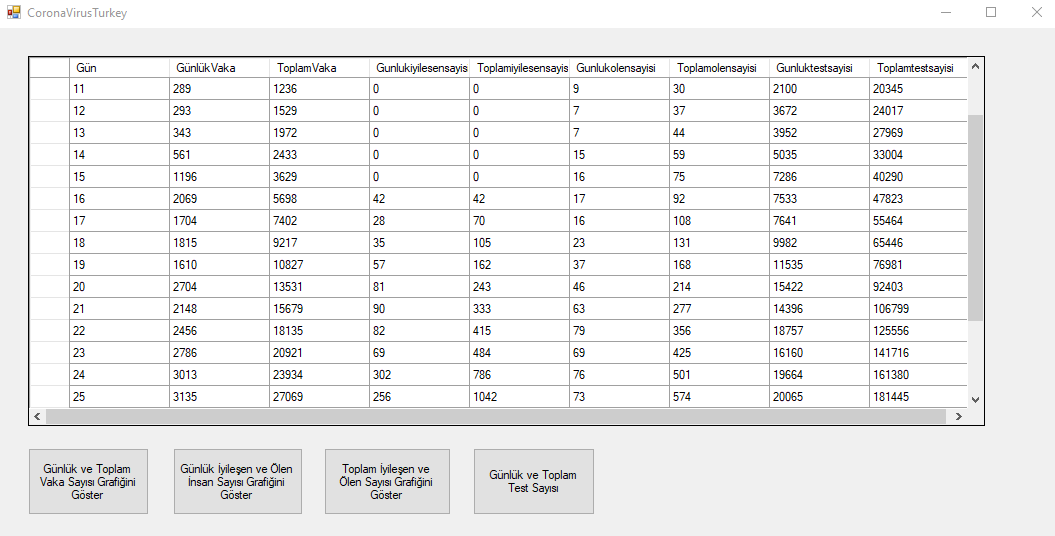 CoronaVirusTurkey
Gün GünlükVaka ToplamVaka Gunlukiyilesensayis Toplamiyilesensayis Gunlukolensayisi Toplamolensayisi Gunluktestsayisi Toplamtestsayisi
11 289 1236 0 0 9 30 2100 20345
12 293 1529 0 0 7 37 3672 24017
13 343 1972 0 0 7 44 3952 27969
14 561 2433 0 0 15 59 5035 33004
15 1196 3629 0 0 16 75 7286 40290
16 2069 5698 42 42 17 92 7533 47823
17 1704 7402 28 70 16 108 7641 55464
18 1815 9217 35 105 23 131 9982 65446
19 1610 10827 57 162 37 168 11535 76981
20 2704 13531 81 243 46 214 15422 92403
21 2148 15679 90 333 63 277 14396 106799
22 2456 18135 82 415 79 356 18757 125556
23 2786 20921 69 484 69 425 16160 141716
24 3013 23934 302 786 76 501 19664 161380
25 3135 27069 256 1042 73 574 20065 181445
Günlük ve Toplam
Vaka Sayısı Grafiğini
Göster
Günlük İyileşen ve Ölen
İnsan Sayısı Grafiğini
Göster
Toplam İyileşen ve
Ölen Sayısı Grafiğini
Göster
Günlük ve Toplam
Test Sayısı